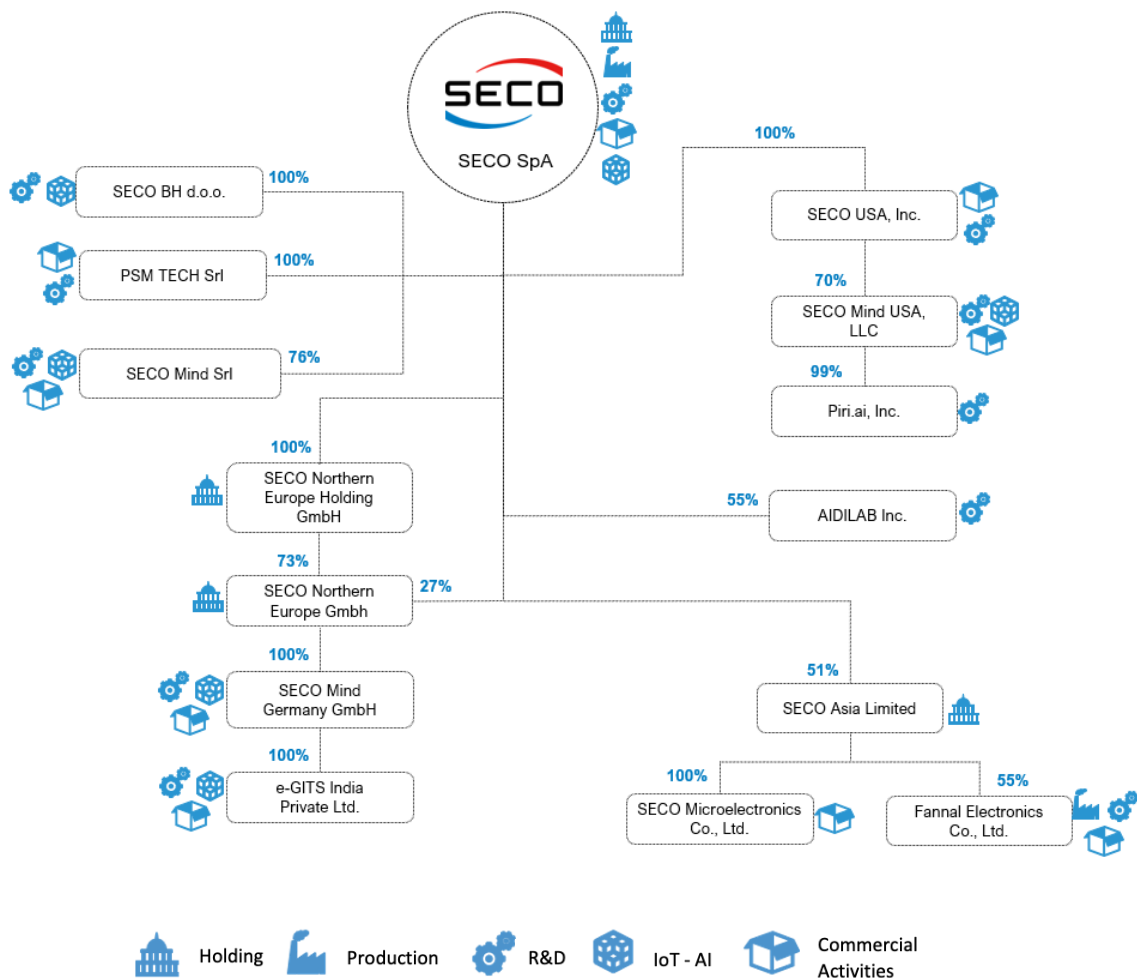 SECO
SECO SpA
100%
SECO BH d.o.o.
100%
PSM TECH Srl
100%
SECO Mind Srl
76%
100%
SECO USA, Inc.
70%
SECO Mind USA,
LLC
99%
Piri.ai, Inc.
100%
SECO Northern
Europe Holding
GmbH
55%
AIDILAB Inc.
73%
SECO Northern
Europe Gmbh
27%
100%
SECO Mind
Germany GmbH
100%
e-GITS India
Private Ltd.
51%
SECO Asia Limited
100%
SECO Microelectronics
Co., Ltd.
55%
Fannal Electronics
Co., Ltd.
Holding
Production
R&D
IoT - AI
Commercial
Activities